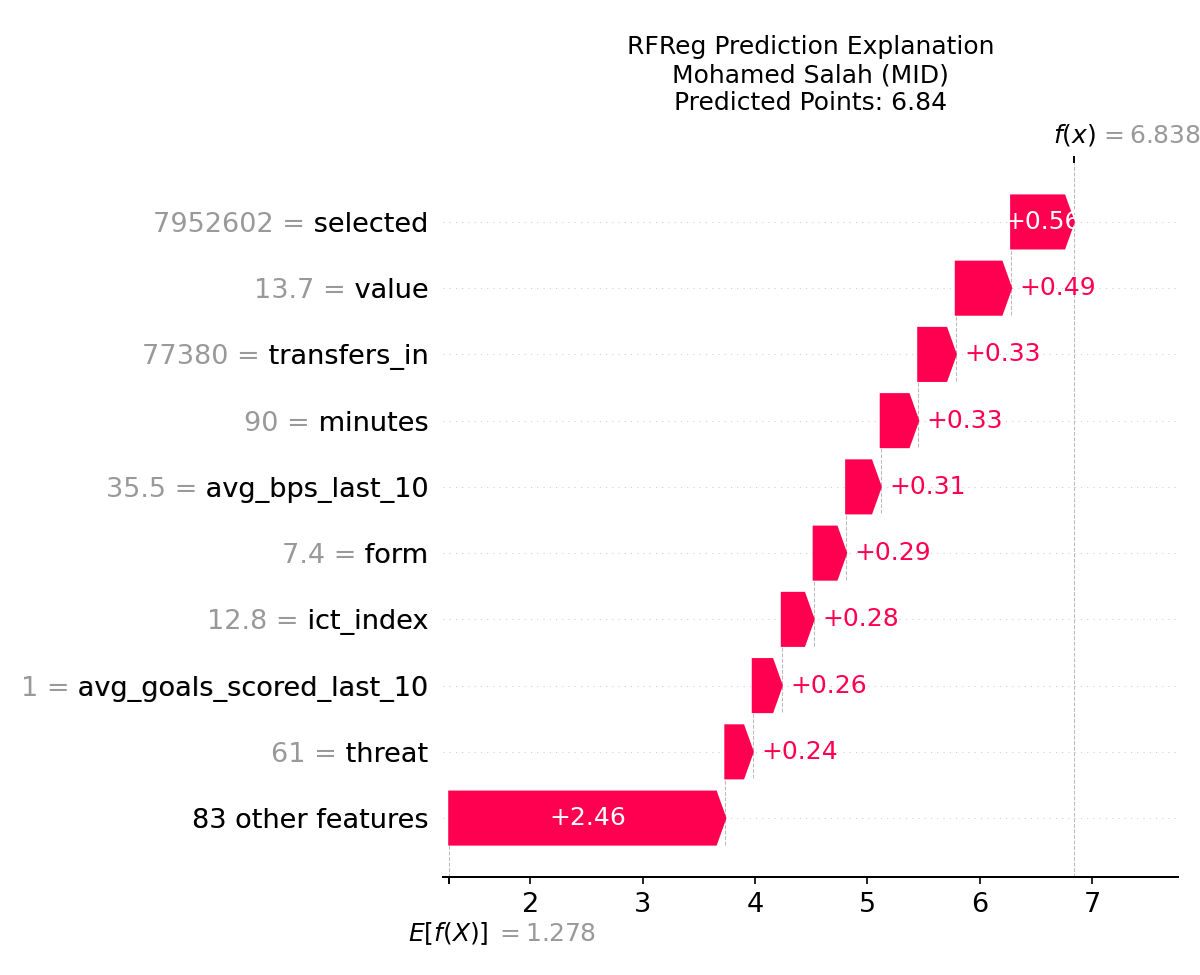 RFReg Prediction Explanation
Mohamed Salah (MID)
Predicted Points: 6.84
f(x) = 6.838
7952602 = selected +0.56
13.7 = value +0.49
77380 = transfers_in +0.33
90 = minutes +0.33
35.5 = avg_bps_last_10 +0.31
7.4 = form +0.29
12.8 = ict_index +0.28
1 = avg_goals_scored_last_10 +0.26
61 = threat +0.24
83 other features +2.46
2 3 4 5 6 7
E[f(X)] = 1.278